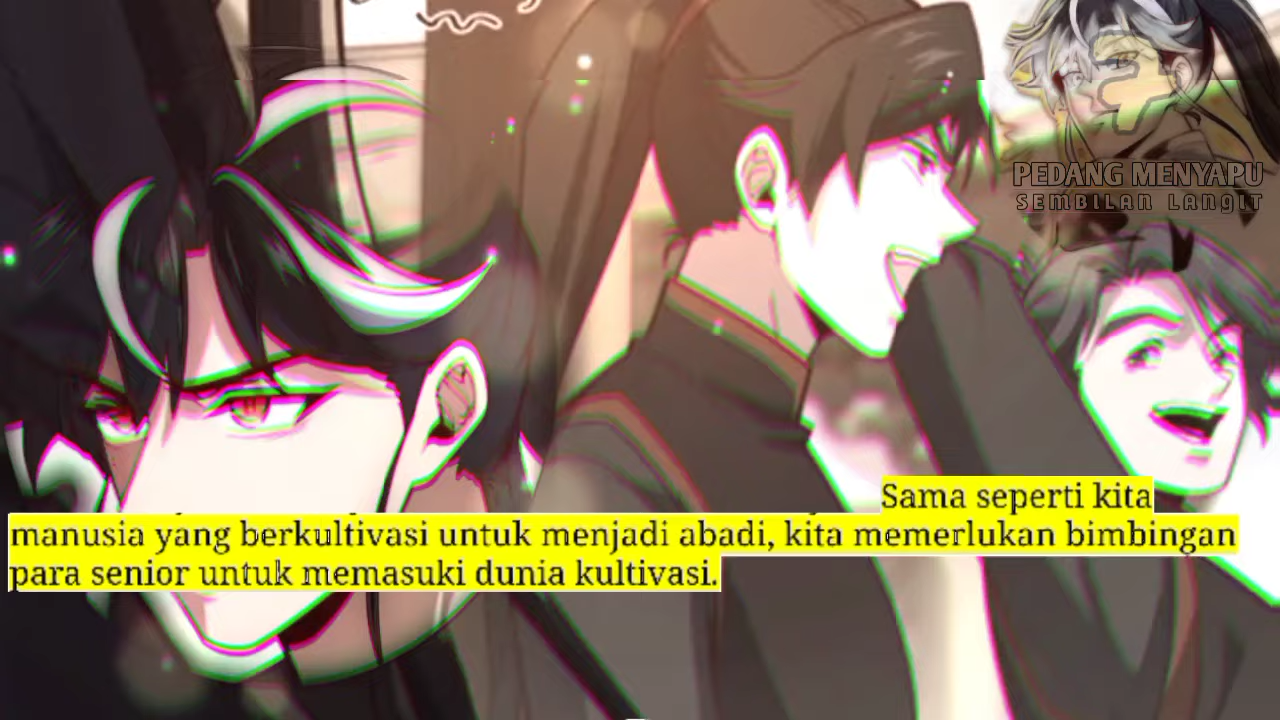 PEDANG MENYAPU
SEMBILAN LANGIT
Sama seperti kita
manusia yang berkultivasi untuk menjadi abadi, kita memerlukan bimbingan
para senior untuk memasuki dunia kultivasi.